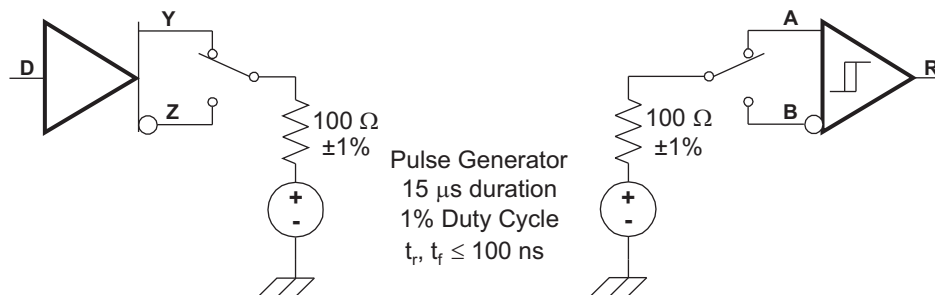 Y
D
Z
100 Ω
±1%
+
-
Pulse Generator
15 μs duration
1% Duty Cycle
tr, tf ≤ 100 ns
A
R
B
100 Ω
±1%
+
-